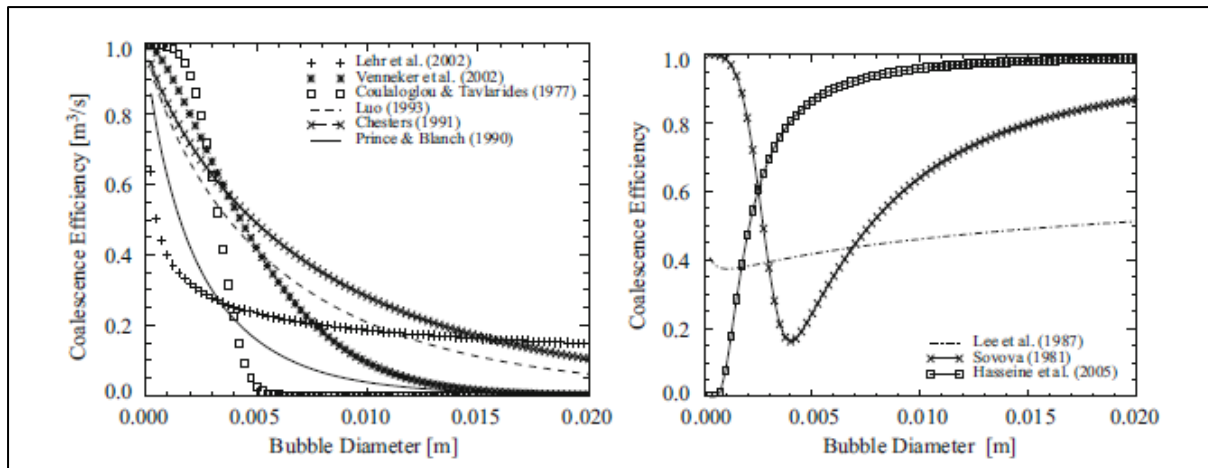 Coalescence Efficiency [m³/s]
1.0
0.8
0.6
0.4
0.2
0.0
Lehr et al. (2002)
Venneker et al. (2002)
Coulaloglou & Tavlarides (1977)
Luo (1993)
Chesters (1991)
Prince & Blanch (1990)
0.000 0.005 0.010 0.015 0.020
Bubble Diameter [m]
Coalescence Efficiency
1.0
0.8
0.6
0.4
0.2
0.0
Lee et al. (1987)
Sovova (1981)
Hasseine et al. (2005)
0.000 0.005 0.010 0.015 0.020
Bubble Diameter [m]